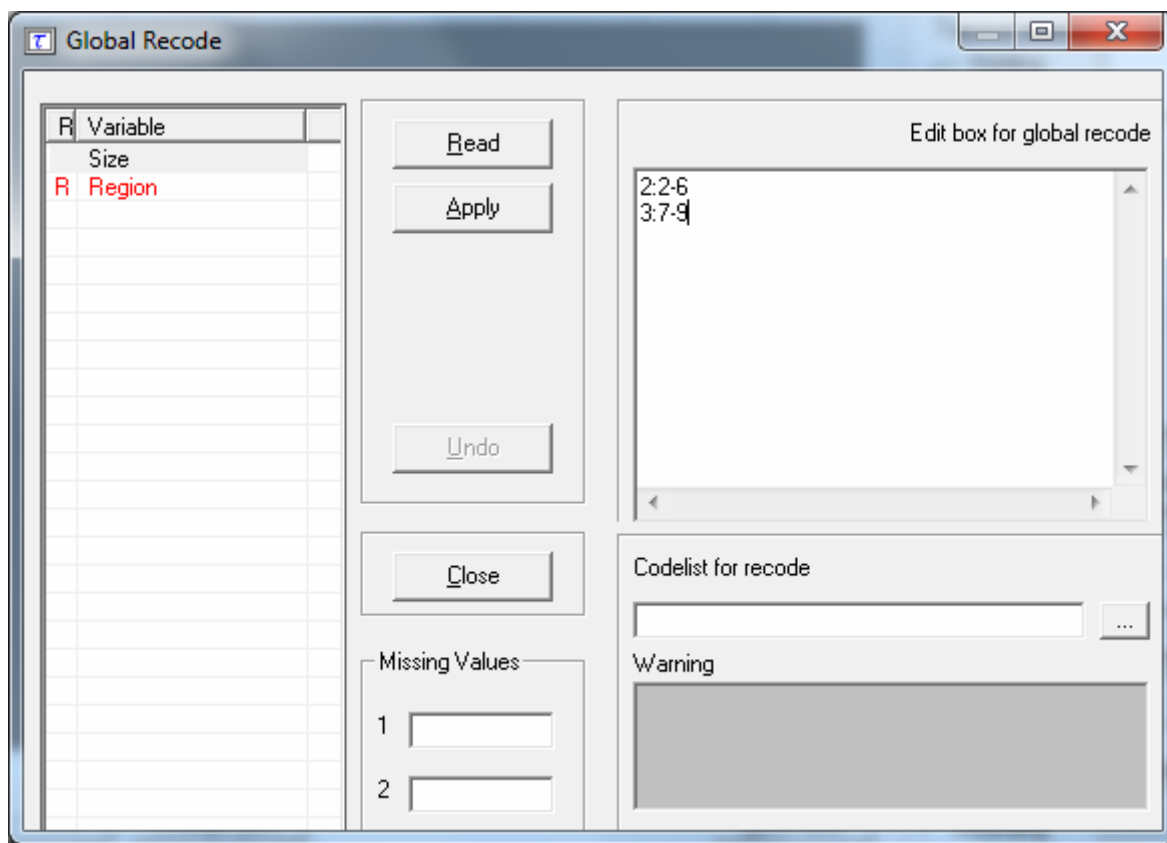 τ Global Recode
R Variable
Size
R Region
Read
Apply
Undo
Close
Missing Values
1
2
Edit box for global recode
2:2-6
3:7-9
Codelist for recode
...
Warning